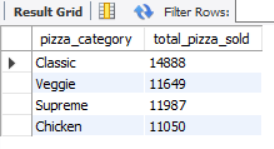 Result Grid Filter Rows:
pizza_category total_pizza_sold
Classic 14888
Veggie 11649
Supreme 11987
Chicken 11050